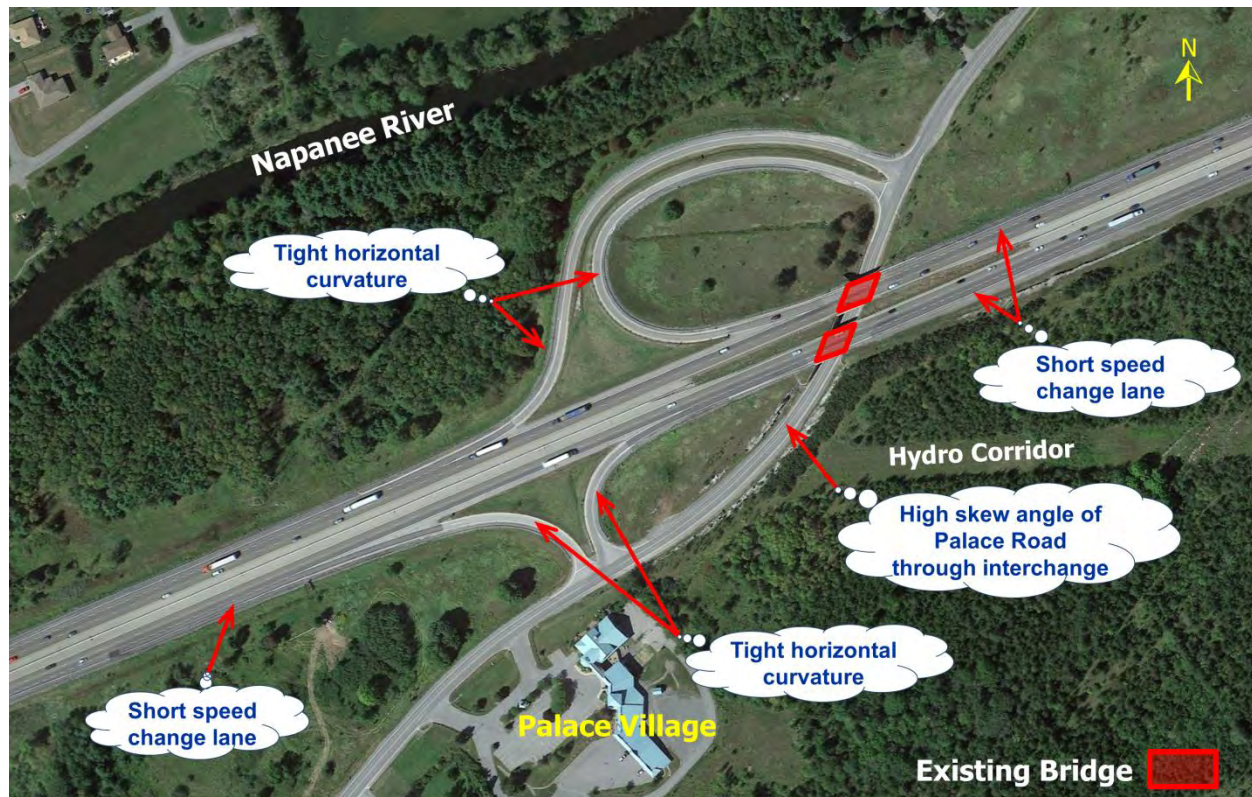 N
Napanee River
Tight horizontal
curvature
Short speed
change lane
Hydro Corridor
High skew angle of
Palace Road
through interchange
Tight horizontal
curvature
Short speed
change lane
Palace Village
Existing Bridge